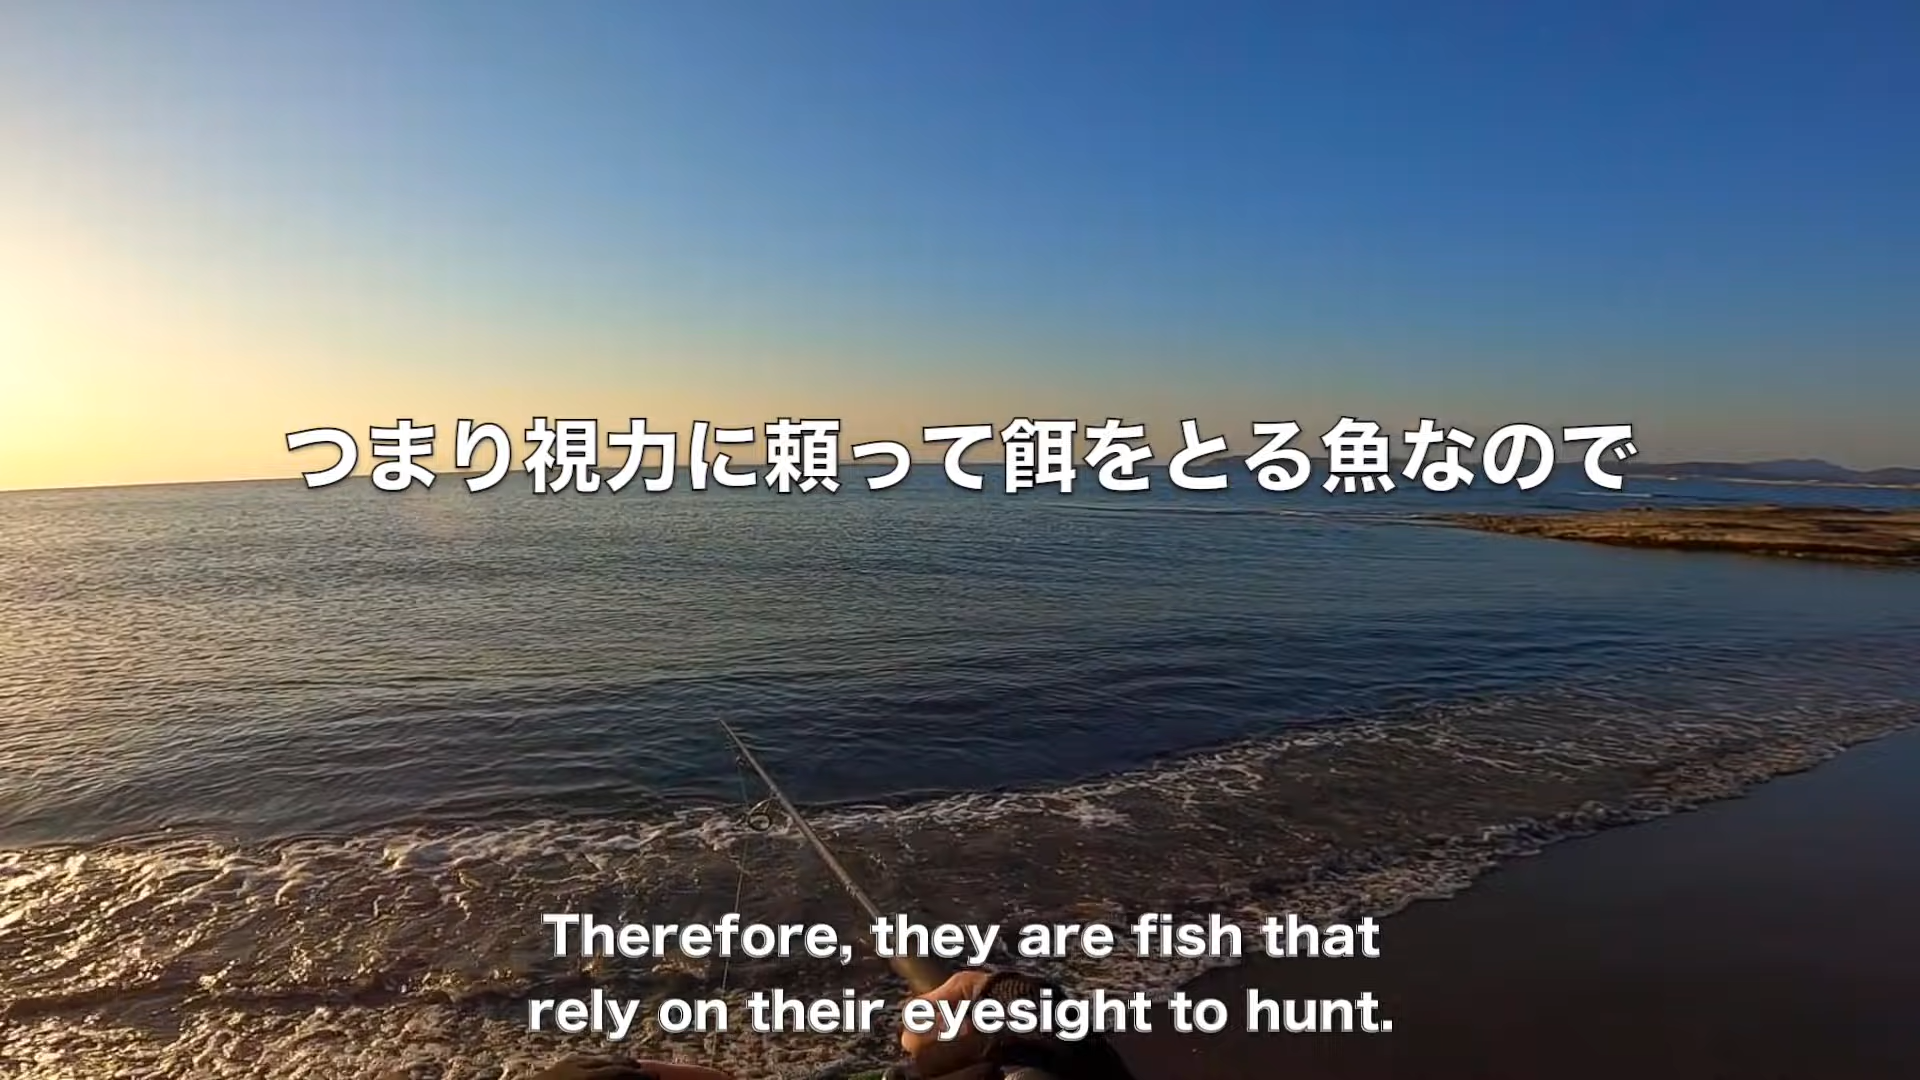 つまり視力に頼って餌をとる魚なので
Therefore, they are fish that
rely on their eyesight to hunt.